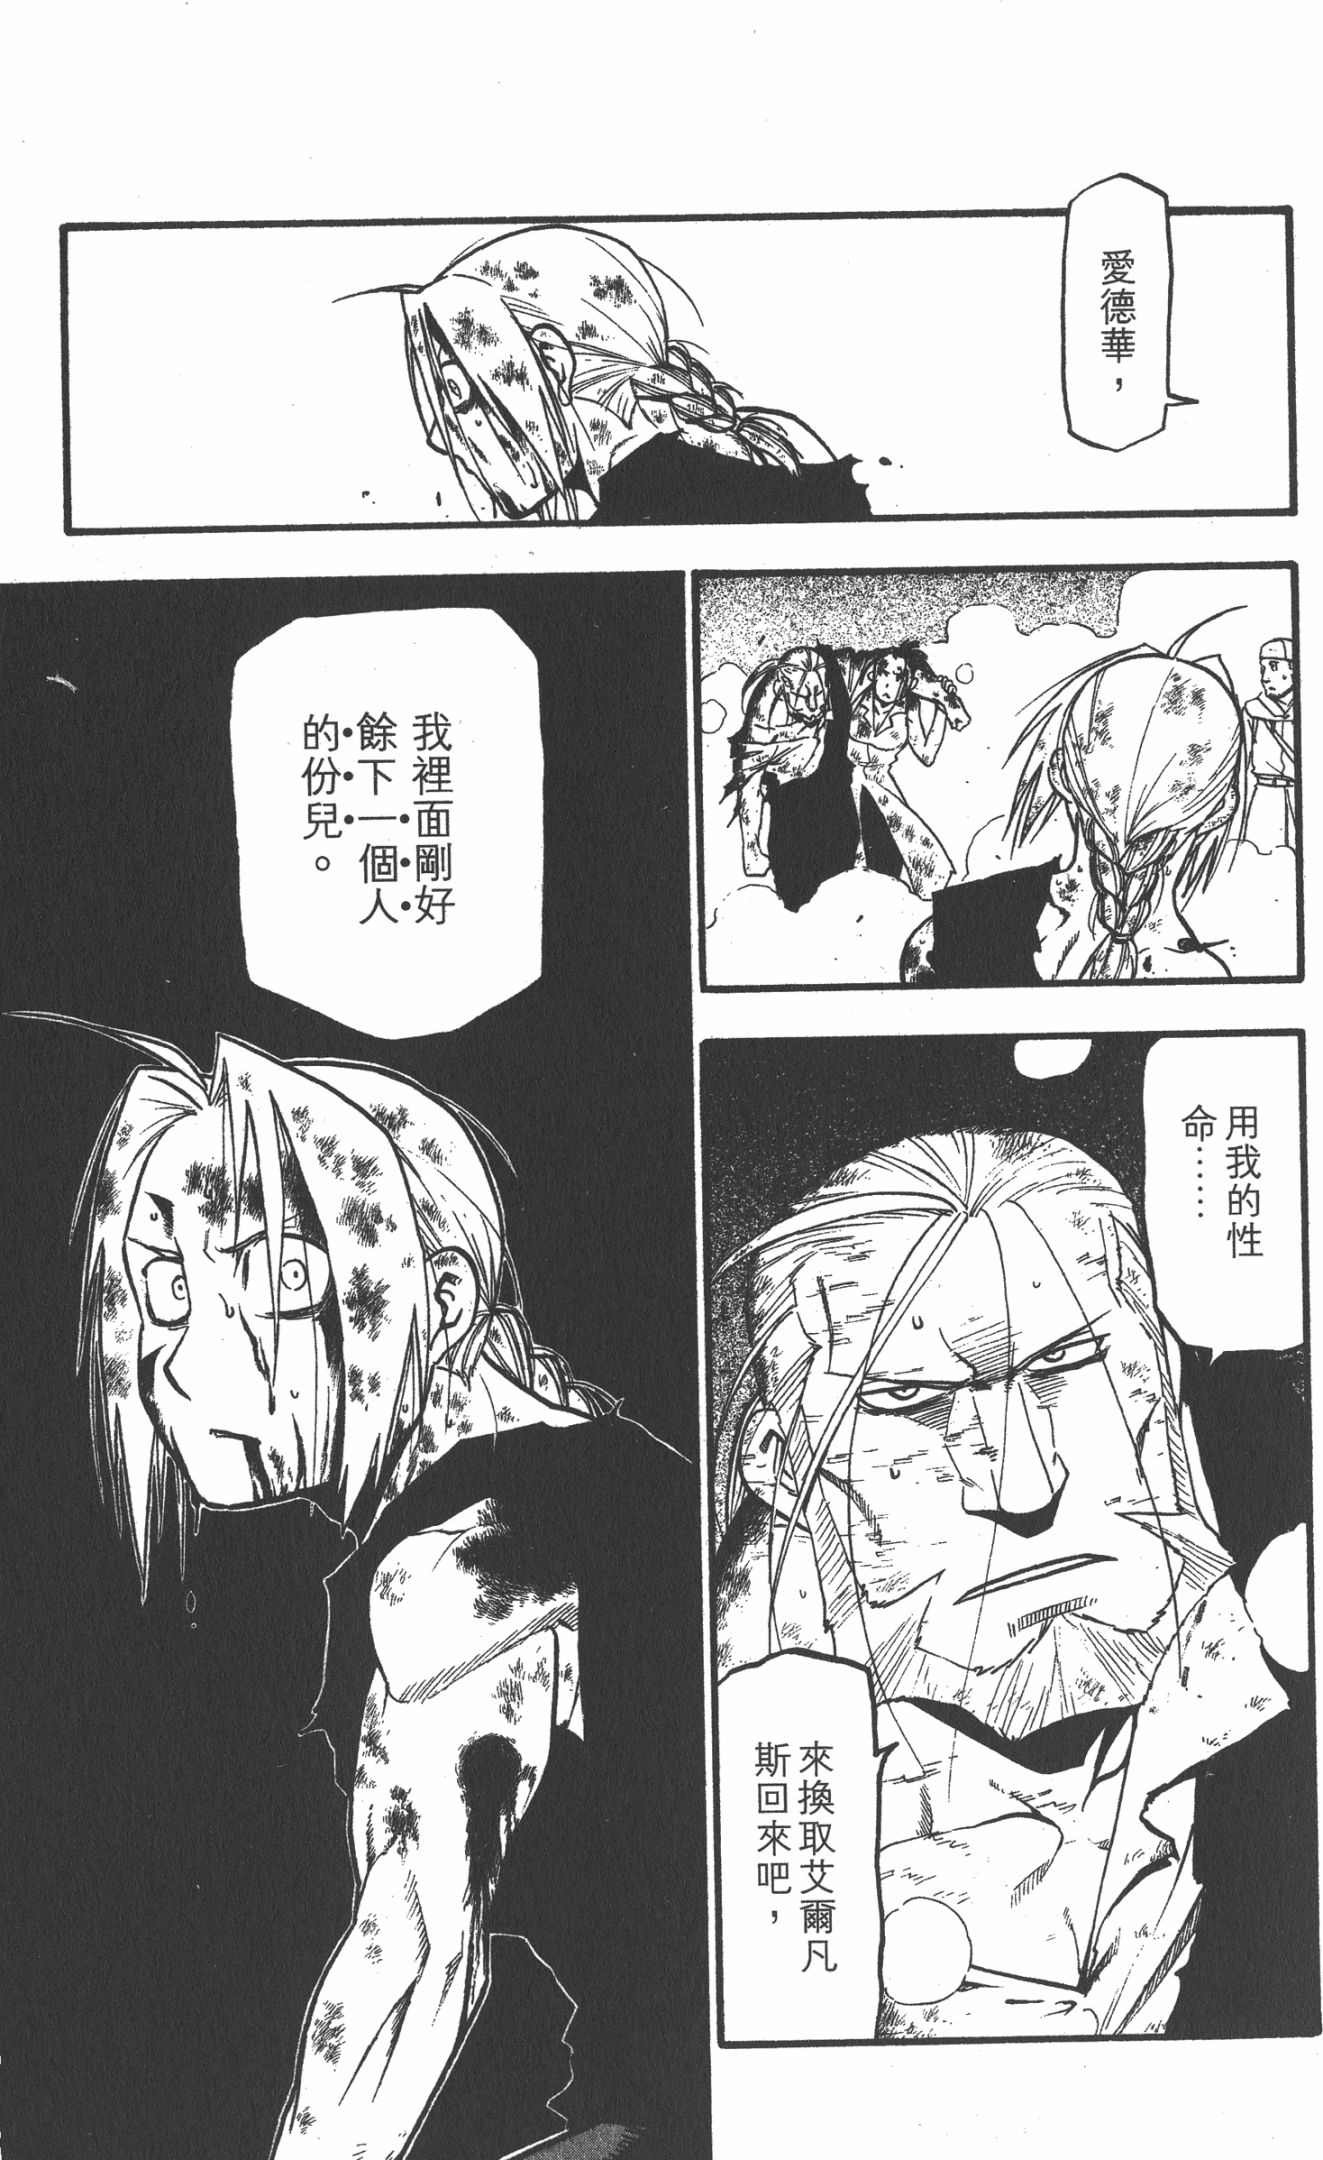 愛德華，
用我的性
命……
來換取艾爾凡
斯回來吧，
我裡面剛好
餘下一個人
的份兒。